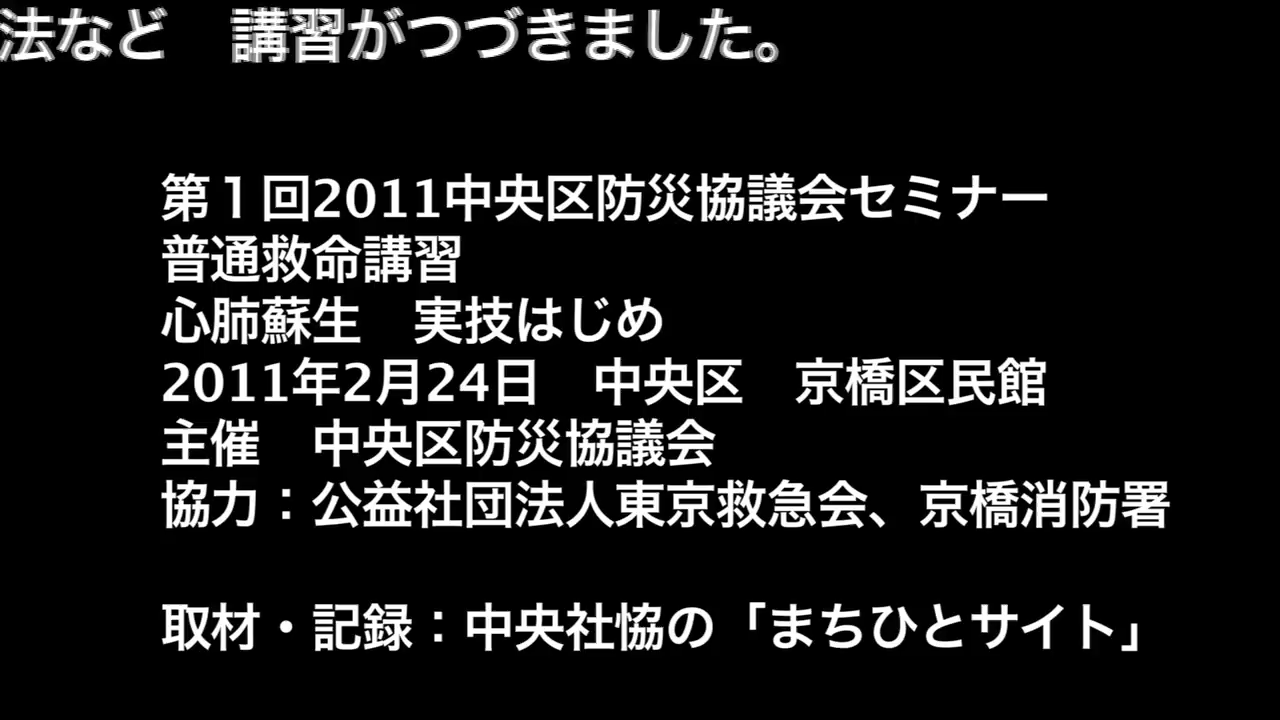 法など　講習がつづきました。
第１回2011中央区防災協議会セミナー
普通救命講習
心肺蘇生　実技はじめ
2011年2月24日　中央区　京橋区民館
主催　中央区防災協議会
協力：公益社団法人東京救急会、京橋消防署
取材・記録：中央社恊の「まちひとサイト」